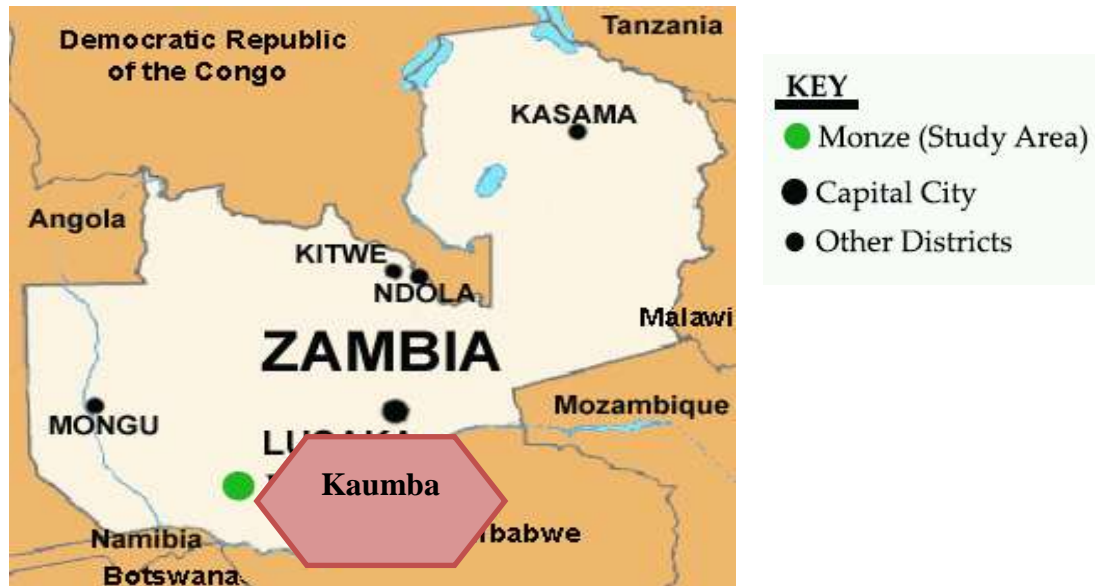 Democratic Republic
of the Congo
Tanzania
KASAMA
Angola
KITWE
NDOLA
Malawi
ZAMBIA
Mozambique
MONGU
Kaumba
Namibia
Botswana
KEY
Monze (Study Area)
Capital City
Other Districts